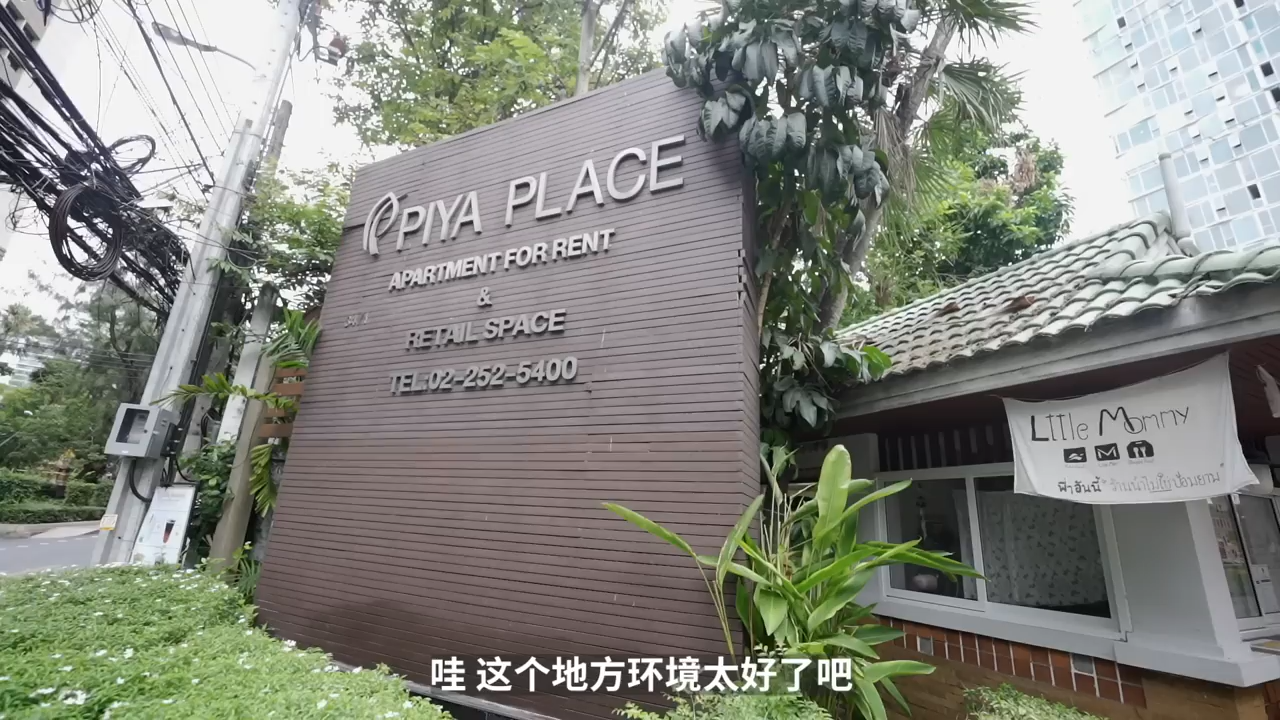 PIYA PLACE
APARTMENT FOR RENT
&
RETAIL SPACE
TEL:02-252-5400
LITTle Mommy
哇 这个地方环境太好了吧